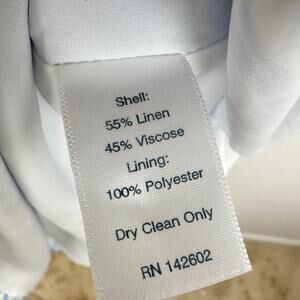 Shell:
55% Linen
45% Viscose
Lining:
100% Polyester
Dry Clean Only
RN 142602